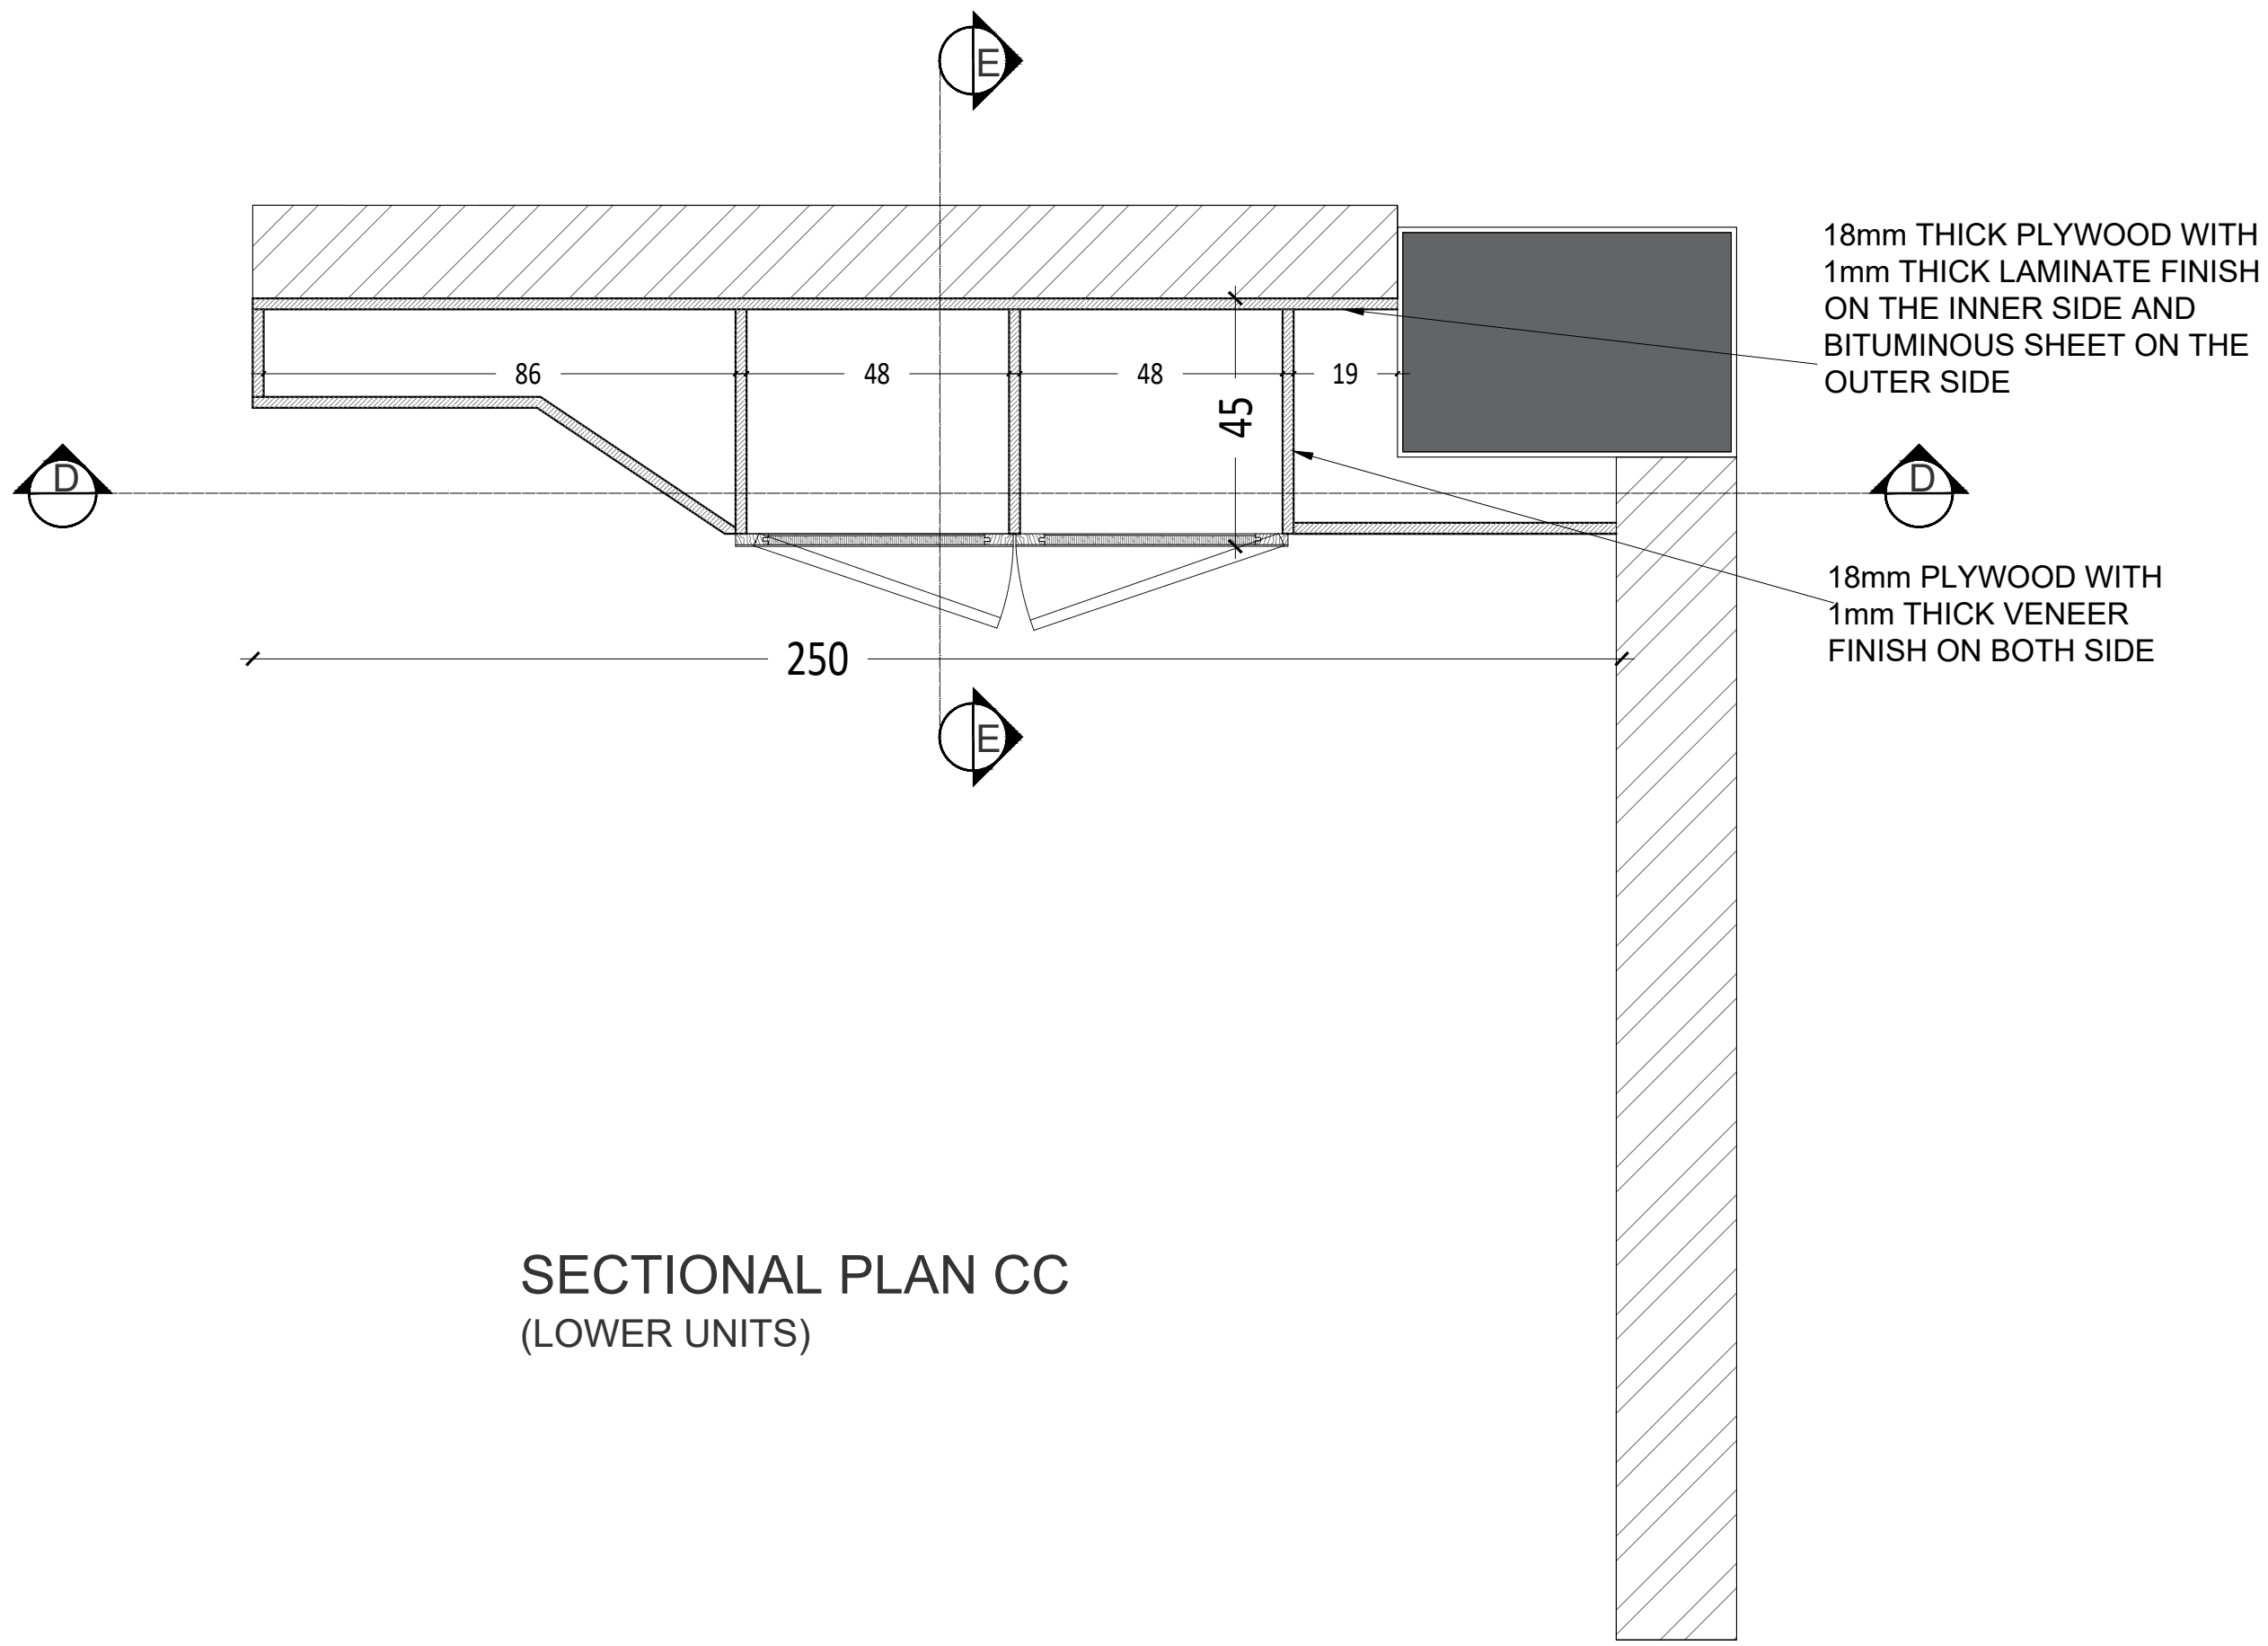 E
18mm THICK PLYWOOD WITH
1mm THICK LAMINATE FINISH
ON THE INNER SIDE AND
BITUMINOUS SHEET ON THE
OUTER SIDE
86
48
48
19
45
D
D
18mm PLYWOOD WITH
1mm THICK VENEER
FINISH ON BOTH SIDE
250
E
SECTIONAL PLAN CC
(LOWER UNITS)